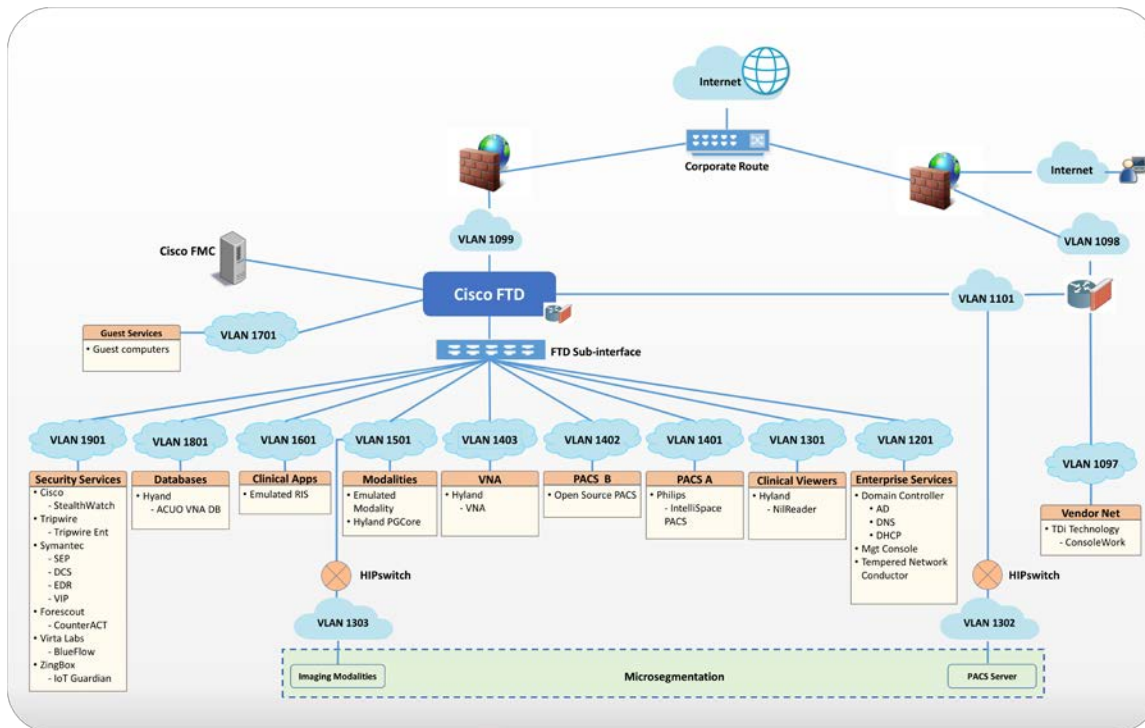 Internet
Corporate Route
Internet
VLAN 1099
VLAN 1098
Cisco FMC
Cisco FTD
VLAN 1101
Guest Services
• Guest computers
VLAN 1701
FTD Sub-interface
VLAN 1901
VLAN 1801
VLAN 1601
VLAN 1501
VLAN 1403
VLAN 1402
VLAN 1401
VLAN 1301
VLAN 1201
VLAN 1097
Security Services
• Cisco
- StealthWatch
• Tripwire
- Tripwire Ent
• Symantec
- SEP
- DCS
- EDR
- VIP
• Forescout
- CounterACT
• Virta Labs
- BlueFlow
• ZingBox
- IoT Guardian
Databases
• Hyand
- ACUO VNA DB
Clinical Apps
• Emulated RIS
Modalities
• Emulated
Modality
• Hyland PGCore
VNA
• Hyland
- VNA
PACS B
• Open Source PACS
PACS A
• Philips
- IntelliSpace
PACS
Clinical Viewers
• Hyland
- NilReader
Enterprise Services
• Domain Controller
• AD
• DNS
• DHCP
• Mgt Console
• Tempered Network
Conductor
Vendor Net
• TDi Technology
- ConsoleWork
HIPswitch
HIPswitch
VLAN 1303
VLAN 1302
Imaging Modalities
Microsegmentation
PACS Server